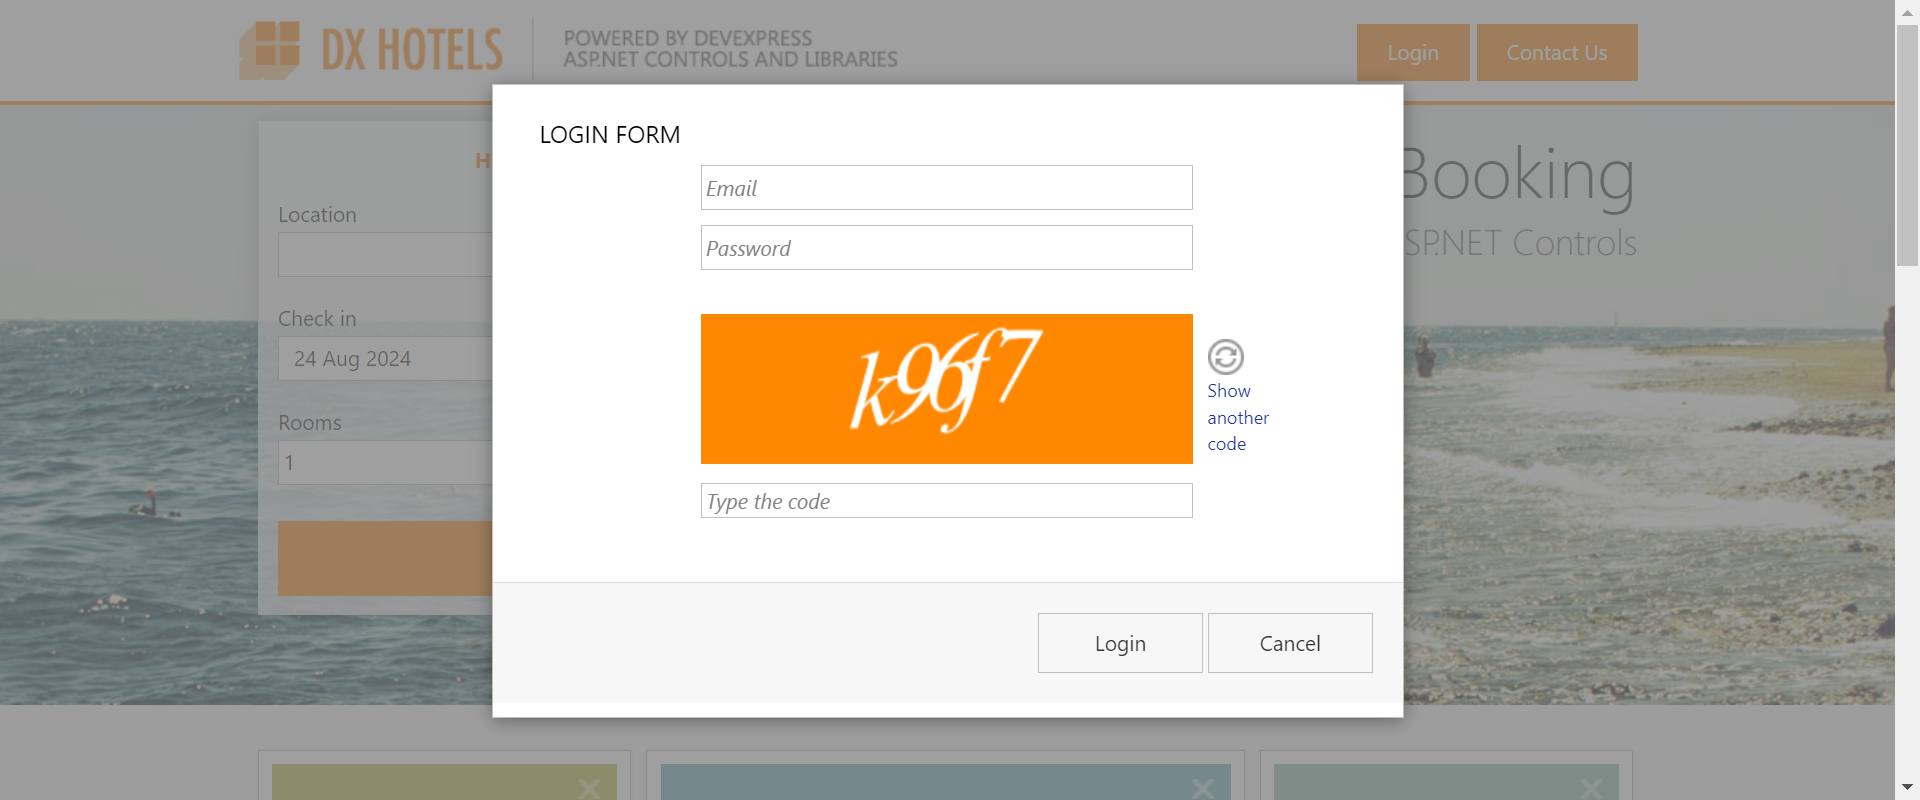 DX HOTELS
POWERED BY DEVEXPRESS
ASP.NET CONTROLS AND LIBRARIES
Login
Contact Us
LOGIN FORM
Email
Password
k96f7
Show
another
code
Type the code
Login
Cancel
H
Location
Check in
24 Aug 2024
Rooms
1
Booking
SP.NET Controls